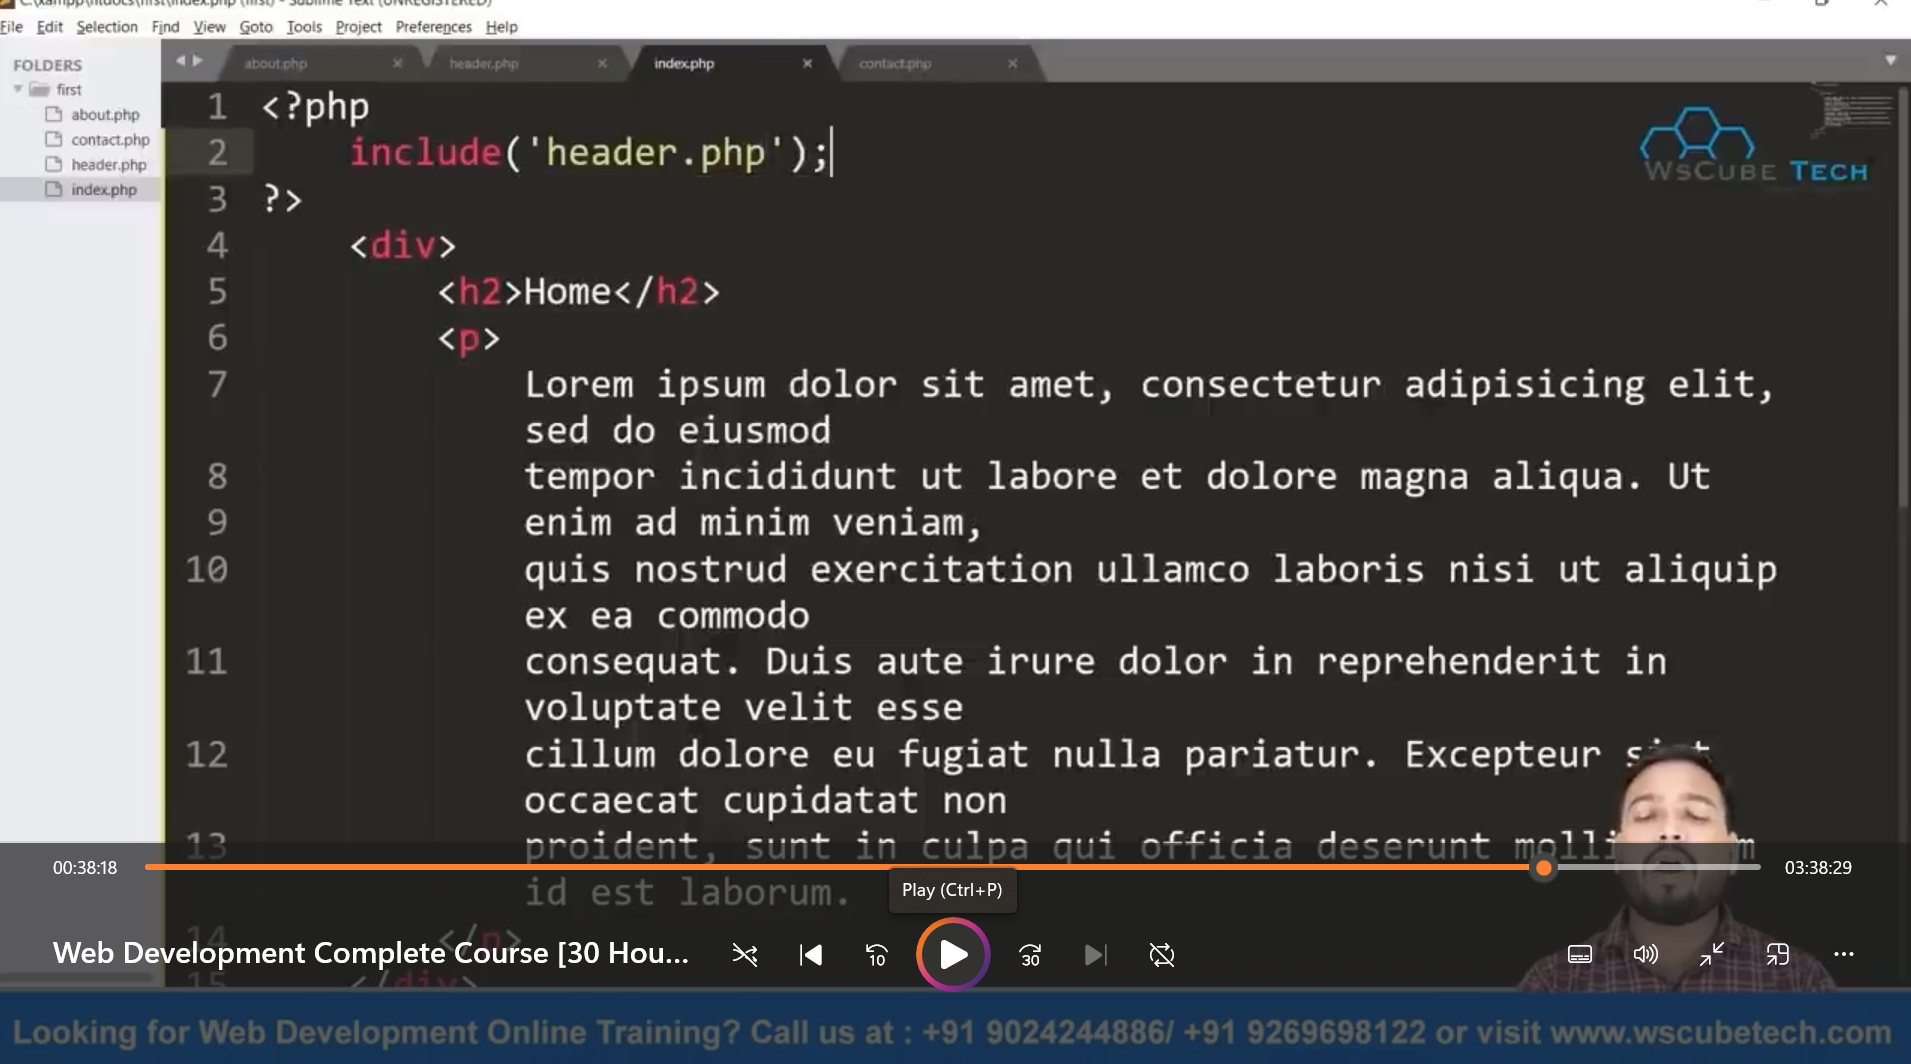 C:\xampp\htdocs\first\index.php (first) - Sublime Text (UNREGISTERED)
File Edit Selection Find View Goto Tools Project Preferences Help
FOLDERS
first
about.php
contact.php
header.php
index.php
about.php header.php index.php contact.php
1 <?php
2 include('header.php');
3 ?>
4 <div>
5 <h2>Home</h2>
6 <p>
7 Lorem ipsum dolor sit amet, consectetur adipisicing elit,
sed do eiusmod
8 tempor incididunt ut labore et dolore magna aliqua. Ut
9 enim ad minim veniam,
10 quis nostrud exercitation ullamco laboris nisi ut aliquip
ex ea commodo
11 consequat. Duis aute irure dolor in reprehenderit in
voluptate velit esse
12 cillum dolore eu fugiat nulla pariatur. Excepteur
occaecat cupidatat non
13 proident, sunt in culpa qui officia deserunt
id est laborum.
14 </p>
15 </div>
WSCUBE TECH
00:38:18
03:38:29
Play (Ctrl+P)
Web Development Complete Course [30 Hou...
10
30
Looking for Web Development Online Training? Call us at : +91 9024244886/ +91 9269698122 or visit www.wscubetech.com